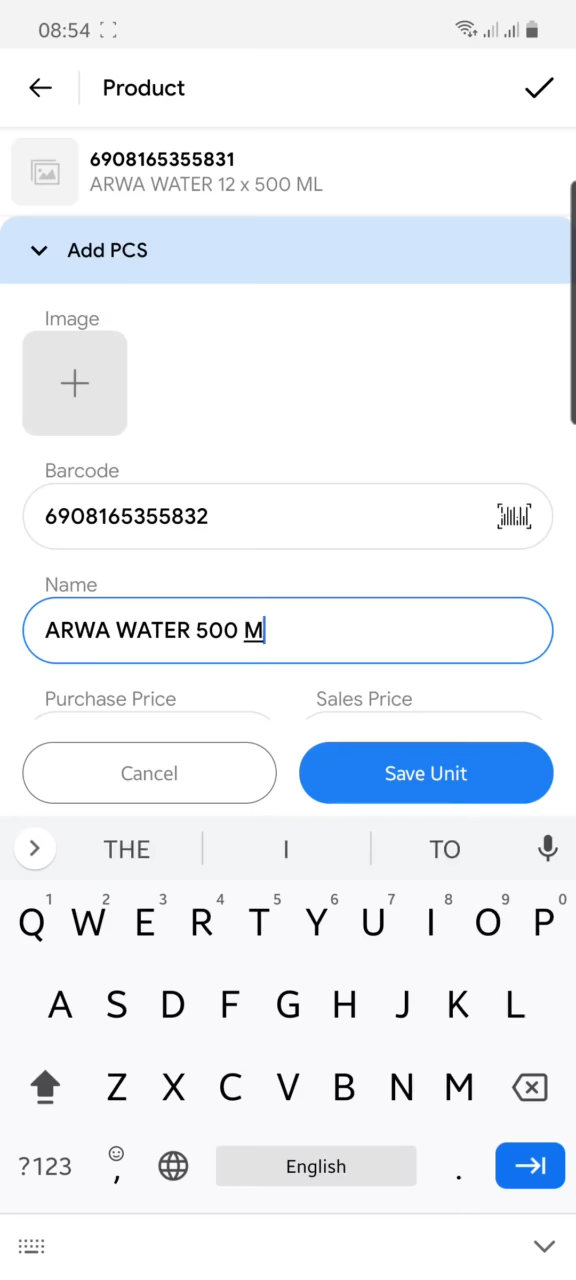 08:54
Product
6908165355831
ARWA WATER 12 x 500 ML
Add PCS
Image
Barcode
6908165355832
Name
ARWA WATER 500 M
Purchase Price Sales Price
Cancel Save Unit
THE I TO
1 2 3 4 5 6 7 8 9 0
Q W E R T Y U I O P
A S D F G H J K L
Z X C V B N M
?123 , English .